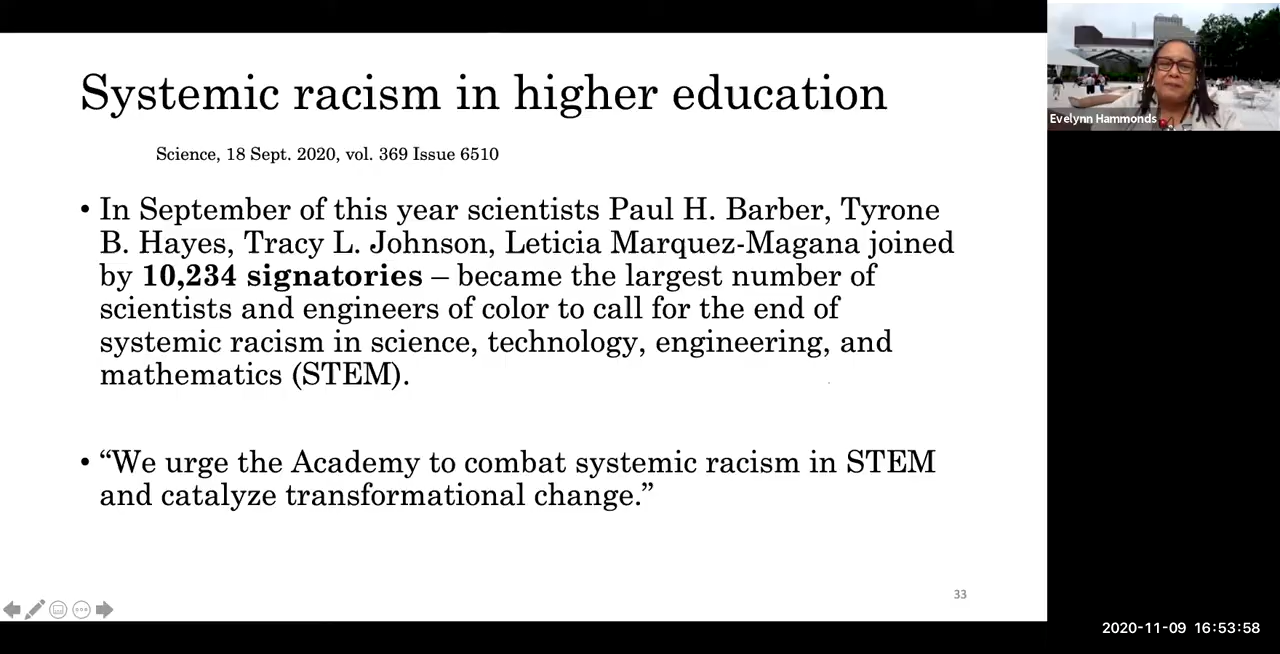 Systemic racism in higher education
Science, 18 Sept. 2020, vol. 369 Issue 6510
• In September of this year scientists Paul H. Barber, Tyrone
B. Hayes, Tracy L. Johnson, Leticia Marquez-Magana joined
by 10,234 signatories – became the largest number of
scientists and engineers of color to call for the end of
systemic racism in science, technology, engineering, and
mathematics (STEM).
• “We urge the Academy to combat systemic racism in STEM
and catalyze transformational change.”
33
Evelynn Hammonds
2020-11-09 16:53:58